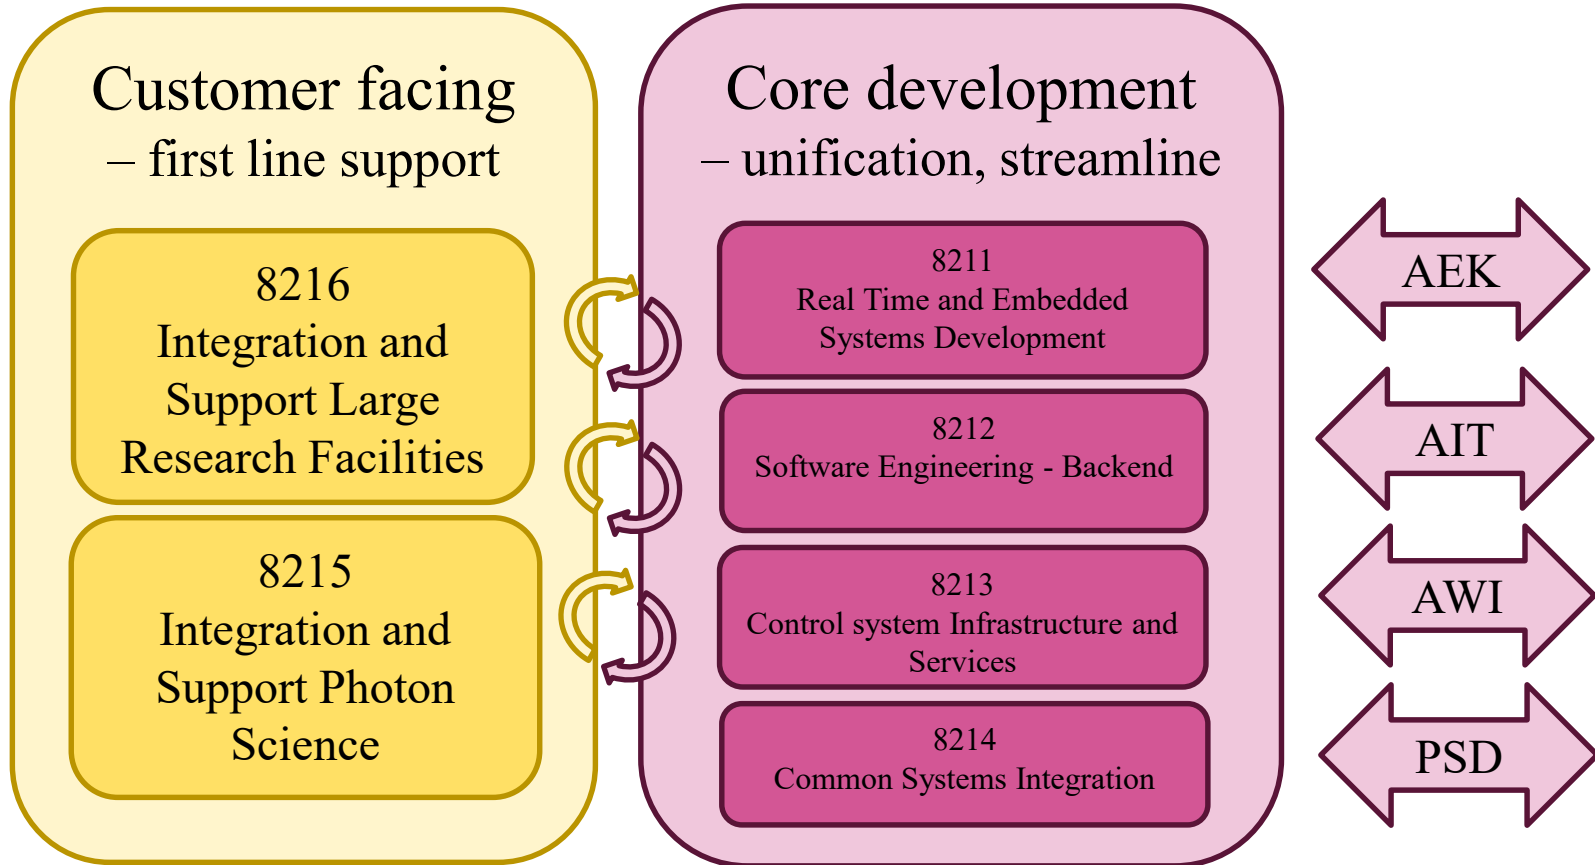 Customer facing
– first line support
8216
Integration and
Support Large
Research Facilities
8215
Integration and
Support Photon
Science
Core development
– unification, streamline
8211
Real Time and Embedded
Systems Development
8212
Software Engineering - Backend
8213
Control system Infrastructure and
Services
8214
Common Systems Integration
AEK
AIT
AWI
PSD